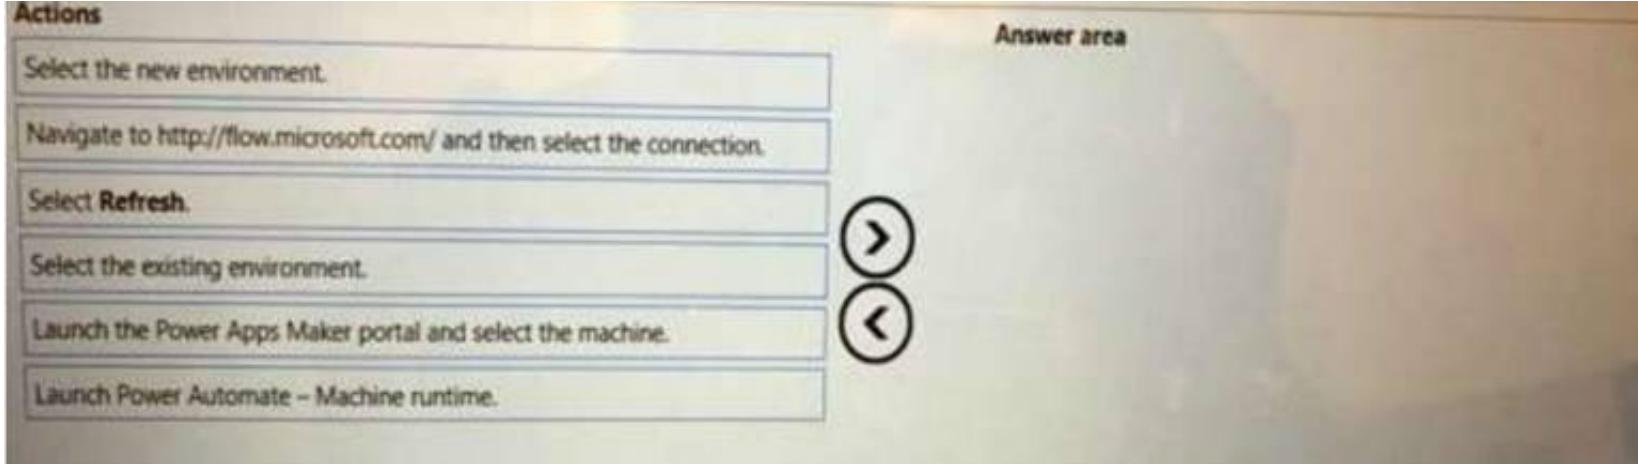 Actions
Answer area
Select the new environment.
Navigate to http://flow.microsoft.com/ and then select the connection.
Select Refresh.
Select the existing environment.
Launch the Power Apps Maker portal and select the machine.
Launch Power Automate – Machine runtime.